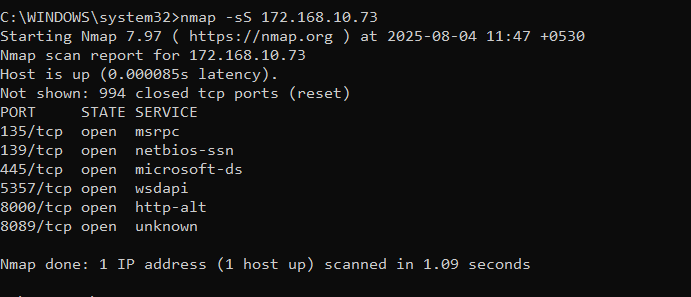 C:\WINDOWS\system32>nmap -sS 172.168.10.73
Starting Nmap 7.97 ( https://nmap.org ) at 2025-08-04 11:47 +0530
Nmap scan report for 172.168.10.73
Host is up (0.000085s latency).
Not shown: 994 closed tcp ports (reset)
PORT     STATE SERVICE
135/tcp  open  msrpc
139/tcp  open  netbios-ssn
445/tcp  open  microsoft-ds
5357/tcp open  wsdapi
8000/tcp open  http-alt
8089/tcp open  unknown
Nmap done: 1 IP address (1 host up) scanned in 1.09 seconds